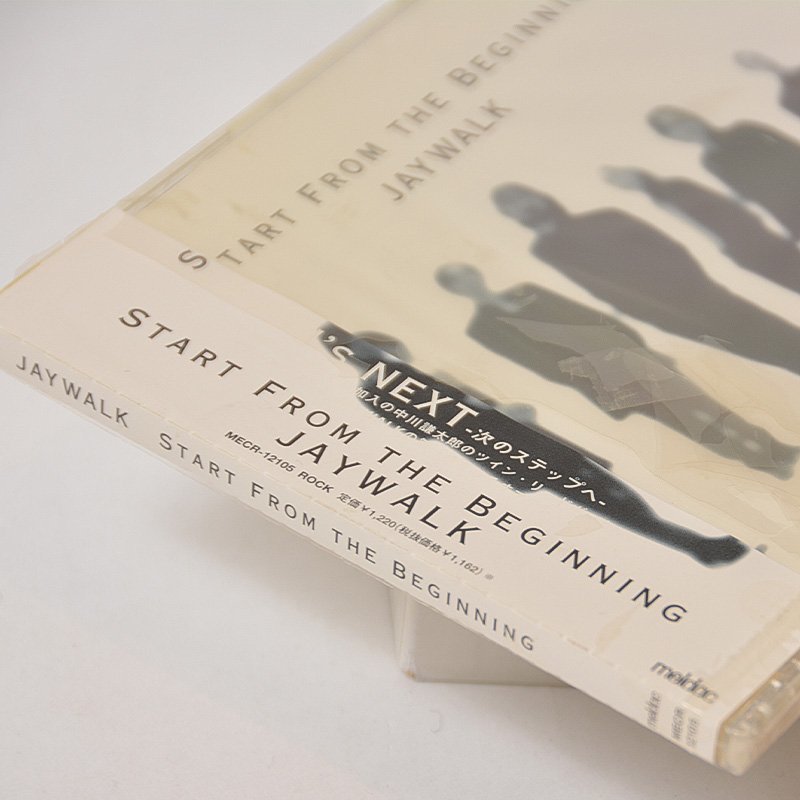 START FROM THE BEGINNING
JAYWALK
'S NEXT -次のステップへ-
加入の中川謙太郎のツイン・リ
START FROM THE BEGINNING
JAYWALK
MECR-12105 ROCK 定価¥1,220(税抜価格¥1,162)
JAYWALK START FROM THE BEGINNING
meldac
meldac